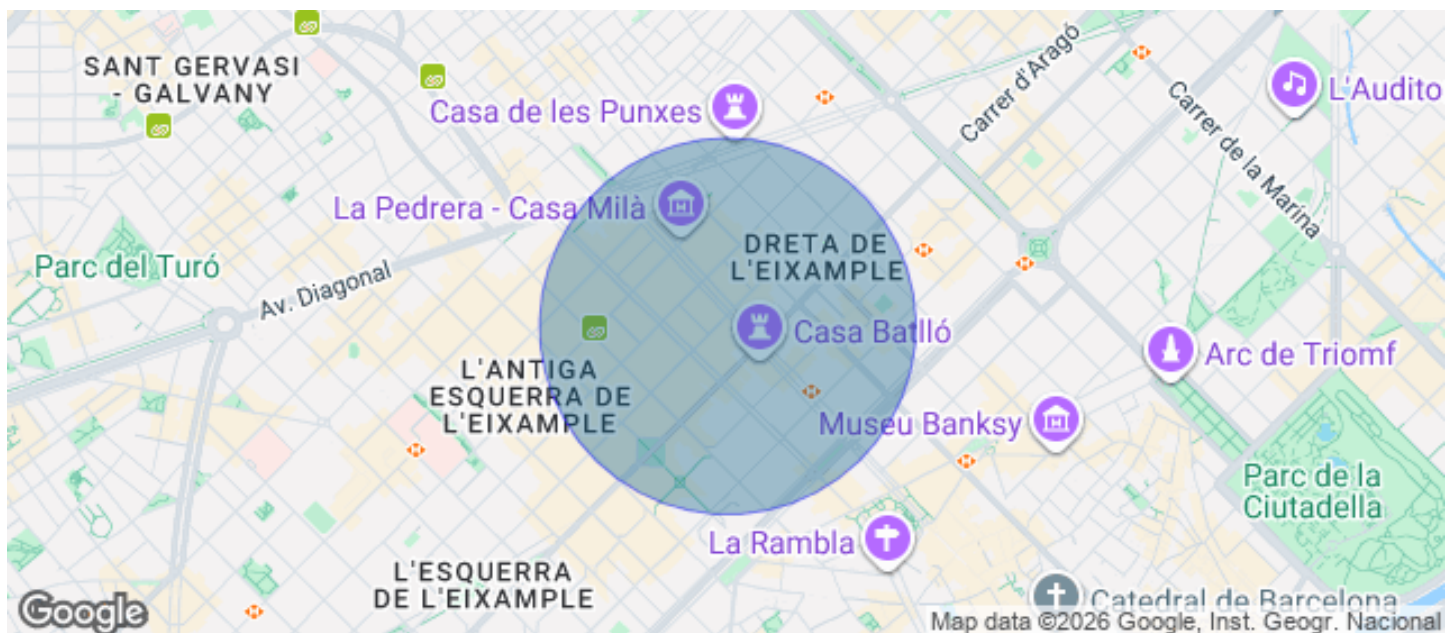 SANT GERVASI
- GALVANY
Casa de les Punxes
Carrer d'Aragó
L'Audito
Carrer de la Marina
La Pedrera - Casa Milà
DRETA DE
L'EIXAMPLE
Parc del Turó
Av. Diagonal
Casa Batlló
Arc de Triomf
L'ANTIGA
ESQUERRA DE
L'EIXAMPLE
Museu Banksy
Parc de la
Ciutadella
La Rambla
L'ESQUERRA
DE L'EIXAMPLE
Catedral de Barcelona
Google
Map data ©2026 Google, Inst. Geogr. Nacional